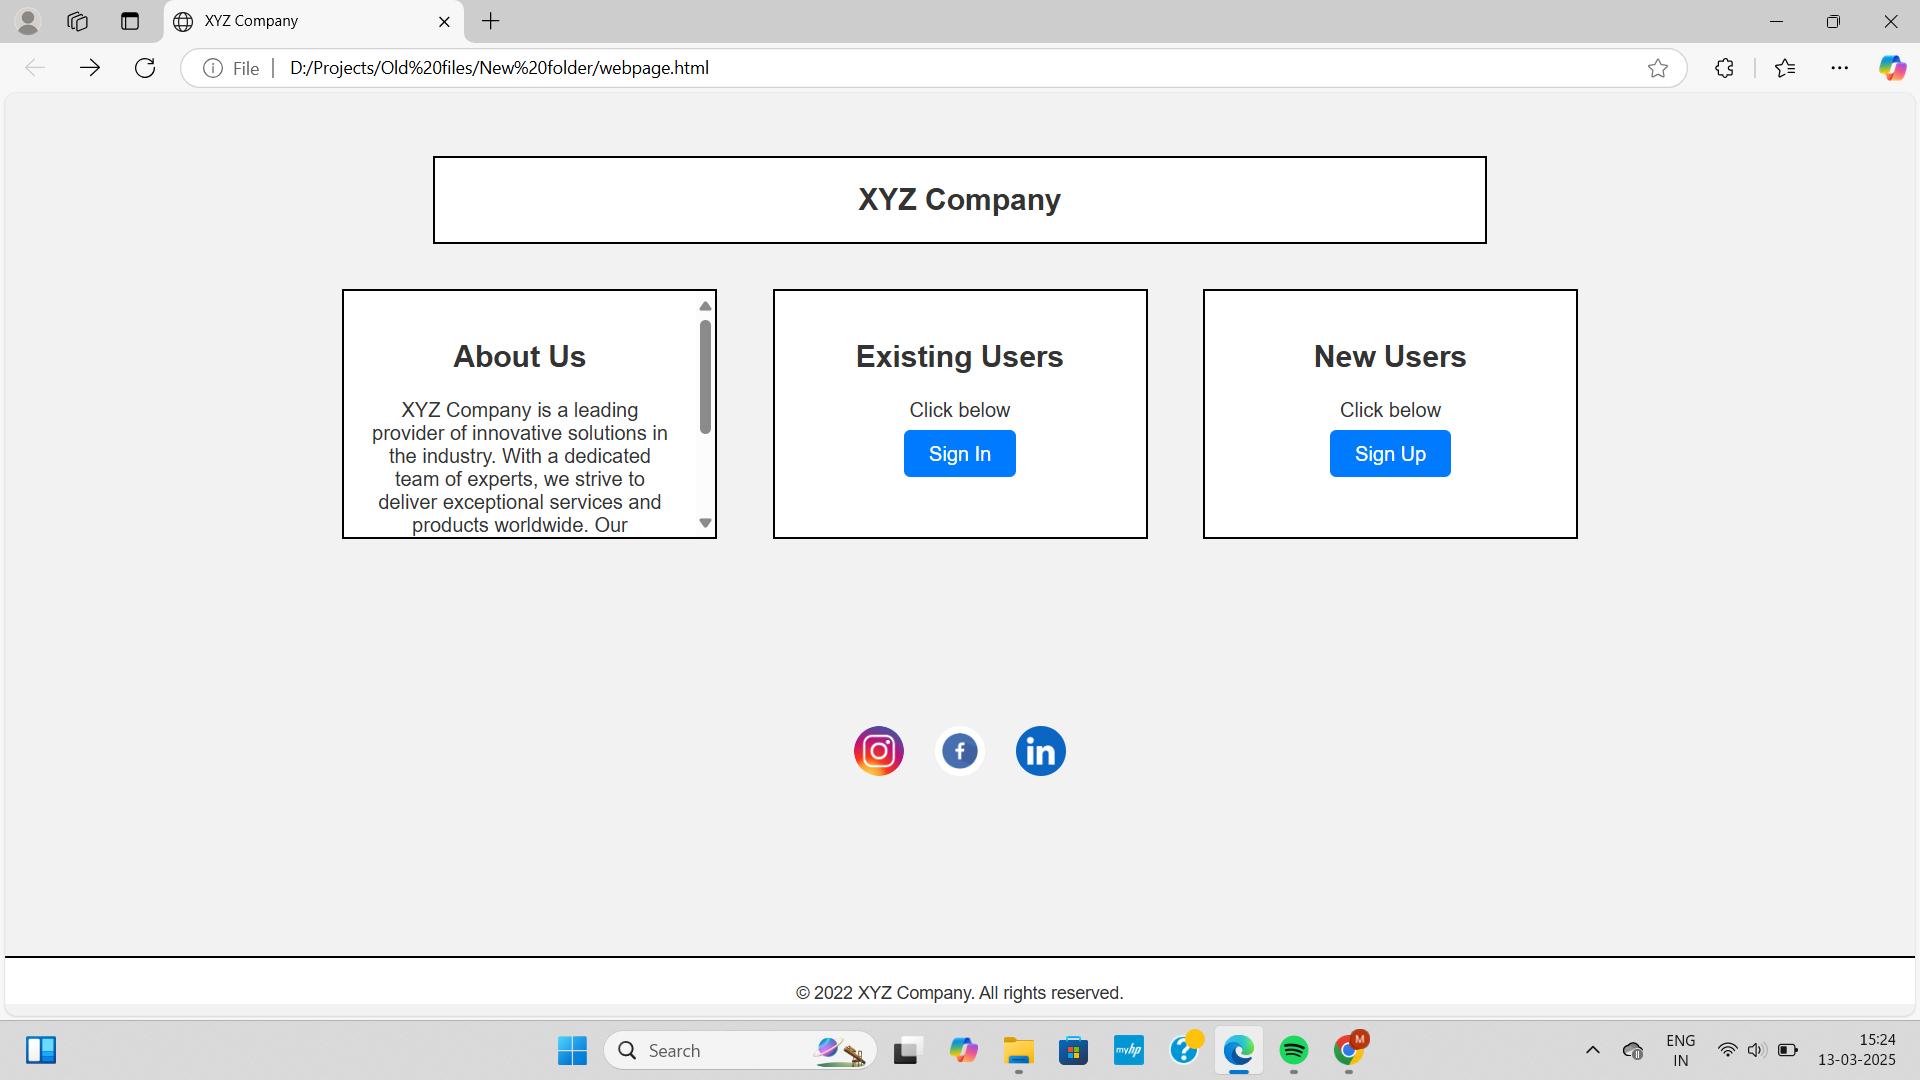 XYZ Company
File
D:/Projects/Old%20files/New%20folder/webpage.html
XYZ Company
About Us
XYZ Company is a leading
provider of innovative solutions in
the industry. With a dedicated
team of experts, we strive to
deliver exceptional services and
products worldwide. Our
Existing Users
Click below
Sign In
New Users
Click below
Sign Up
f
in
© 2022 XYZ Company. All rights reserved.
Search
myhp
M
ENG
IN
15:24
13-03-2025